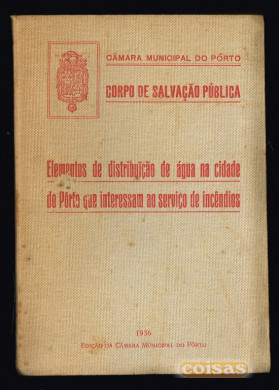 CÂMARA MUNICIPAL DO PÔRTO
CORPO DE SALVAÇÃO PÚBLICA
Elementos de distribuïção de água na cidade
do Pôrto que interessam ao serviço de incêndios
1936
EDIÇÃO DA CÂMARA MUNICIPAL DO PÔRTO
coisas